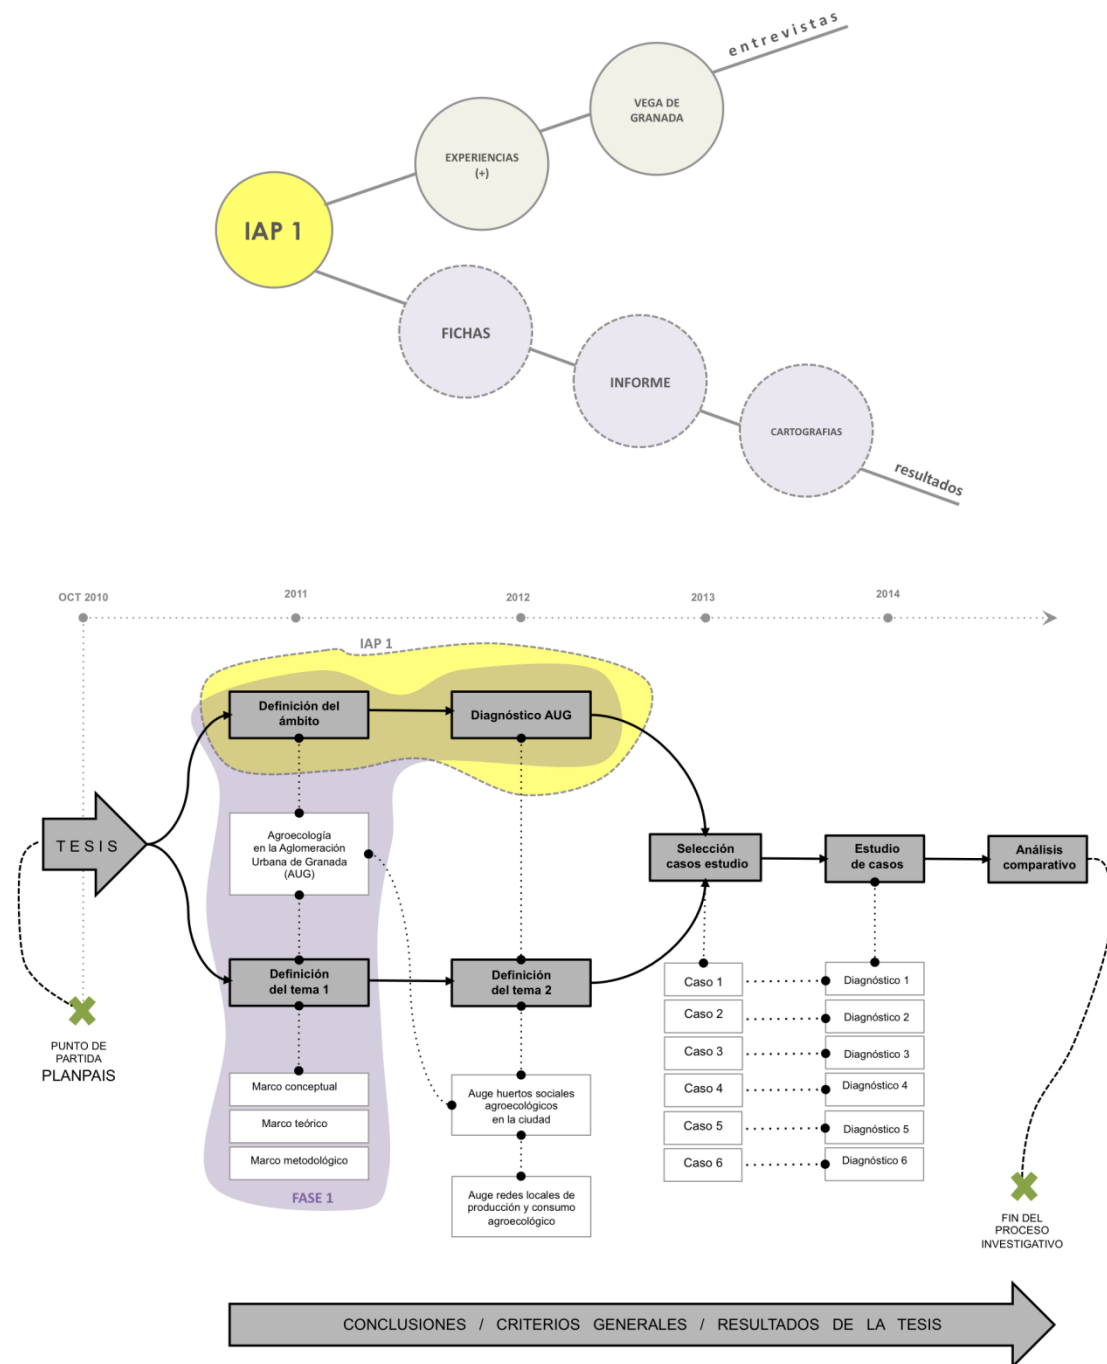 entrevistas
VEGA DE
GRANADA
EXPERIENCIAS
(+)
IAP 1
FICHAS
INFORME
CARTOGRAFIAS
resultados
OCT 2010
2011
2012
2013
2014
IAP 1
Definición del
ámbito
Diagnóstico AUG
TESIS
Agroecología
en la Aglomeración
Urbana de Granada
(AUG)
Selección
casos estudio
Estudio
de casos
Análisis
comparativo
Definición
del tema 1
Definición
del tema 2
Caso 1
Diagnóstico 1
Caso 2
Diagnóstico 2
Caso 3
Diagnóstico 3
Caso 4
Diagnóstico 4
Caso 5
Diagnóstico 5
Caso 6
Diagnóstico 6
PUNTO DE
PARTIDA
PLANPAIS
Marco conceptual
Marco teórico
Marco metodológico
FASE 1
Auge huertos sociales
agroecológicos
en la ciudad
Auge redes locales de
producción y consumo
agroecológico
FIN DEL
PROCESO
INVESTIGATIVO
CONCLUSIONES / CRITERIOS GENERALES / RESULTADOS DE LA TESIS